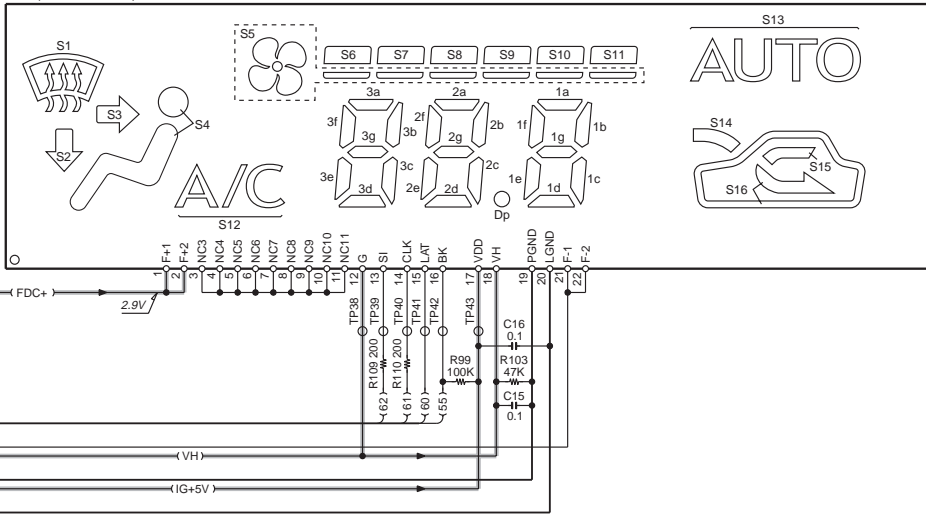 S1
S5
S13
S6 S7 S8 S9 S10 S11
AUTO
S3
S4
S2
3a 2a 1a
3f 3b 2f 2b 1f 1b
3g 2g 1g
3e 3c 2e 2c 1e 1c
3d 2d 1d
Dp
S14
S15
S16
A/C
S12
F+1 F+2 NC3 NC4 NC5 NC6 NC7 NC8 NC9 NC10 NC11 G SI CLK LAT BK VDD VH PGND LGND F-1 F-2
1 2 3 4 5 6 7 8 9 10 11 12 13 14 15 16 17 18 19 20 21 22
FDC+
2.9V
TP38 TP39 TP40 TP41 TP42 TP43
C16
0.1
R109 200
R110 200
R99
100K
R103
47K
62 61 60 55
C15
0.1
VH
IG+5V